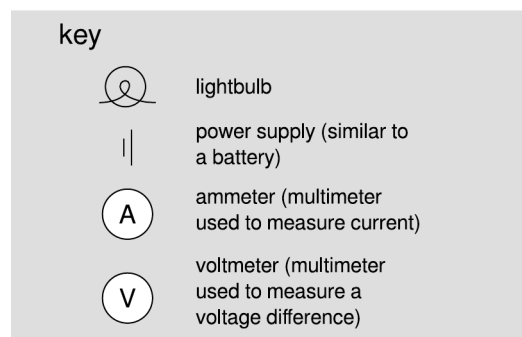 key
lightbulb
power supply (similar to
a battery)
A
ammeter (multimeter
used to measure current)
V
voltmeter (multimeter
used to measure a
voltage difference)